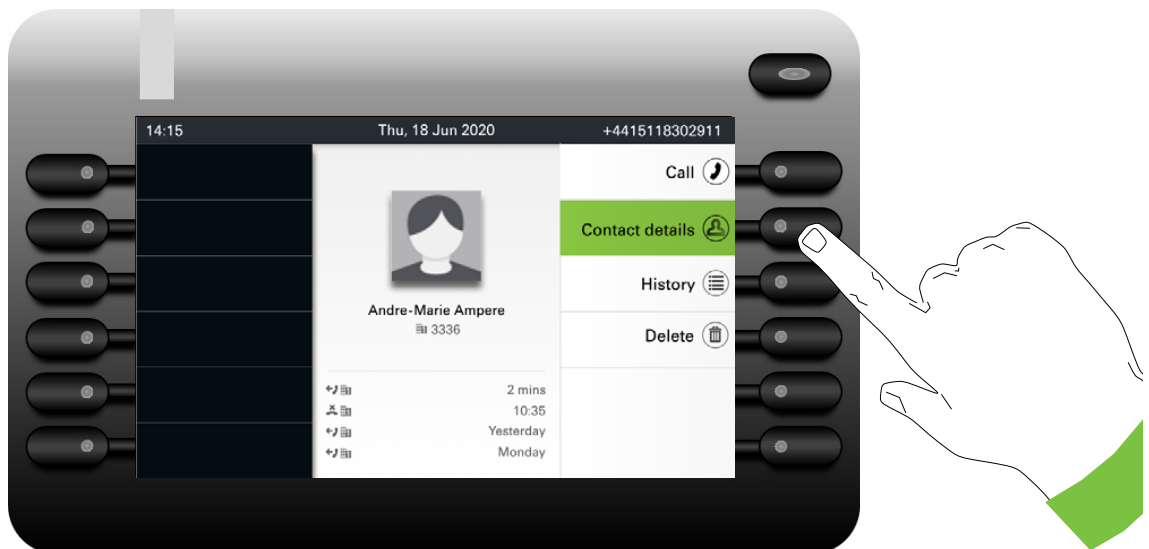 14:15 Thu, 18 Jun 2020 +4415118302911
Call
Contact details
History
Delete
Andre-Marie Ampere
3336
2 mins
10:35
Yesterday
Monday